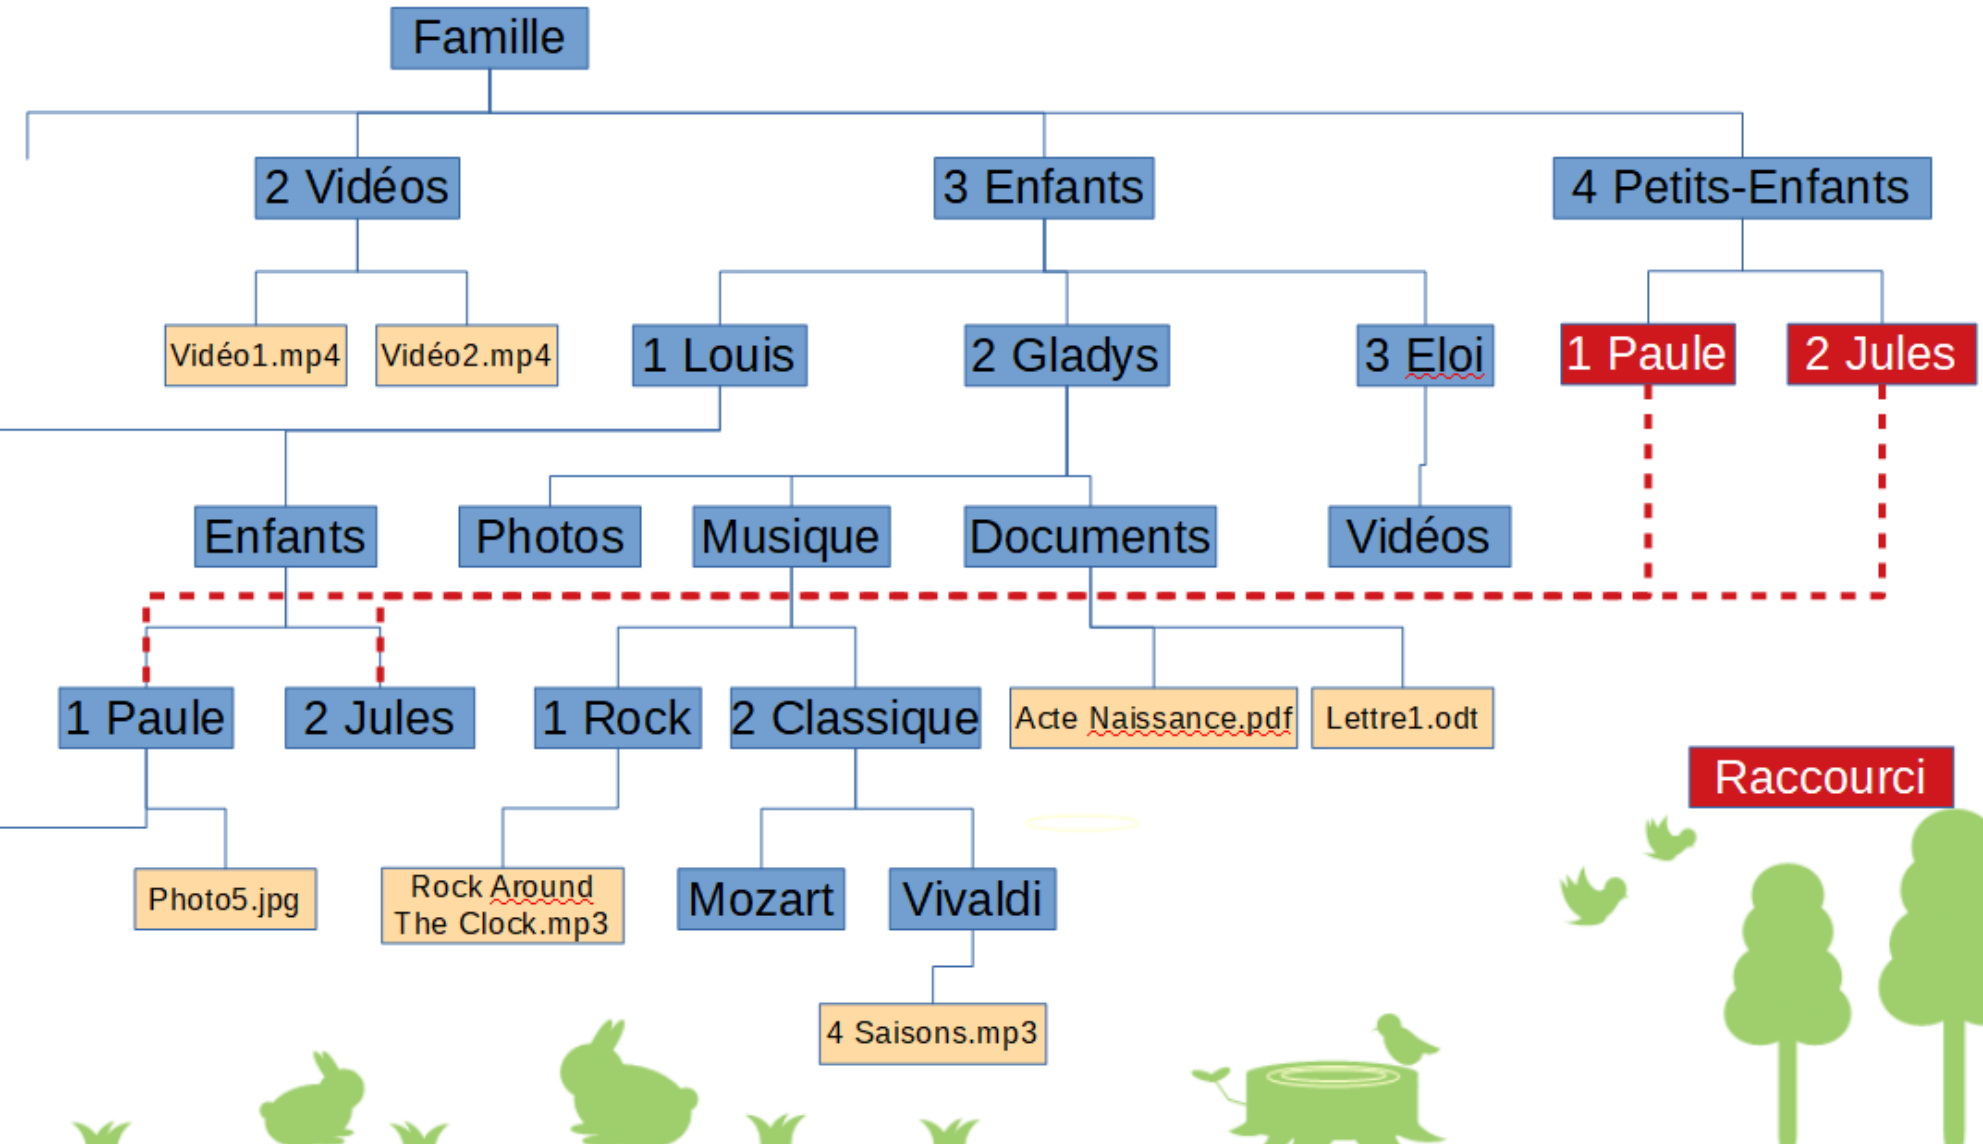 Famille
2 Vidéos
3 Enfants
4 Petits-Enfants
Vidéo1.mp4
Vidéo2.mp4
1 Louis
2 Gladys
3 Eloi
1 Paule
2 Jules
Enfants
Photos
Musique
Documents
Vidéos
1 Paule
2 Jules
1 Rock
2 Classique
Acte Naissance.pdf
Lettre1.odt
Raccourci
Photo5.jpg
Rock Around
The Clock.mp3
Mozart
Vivaldi
4 Saisons.mp3